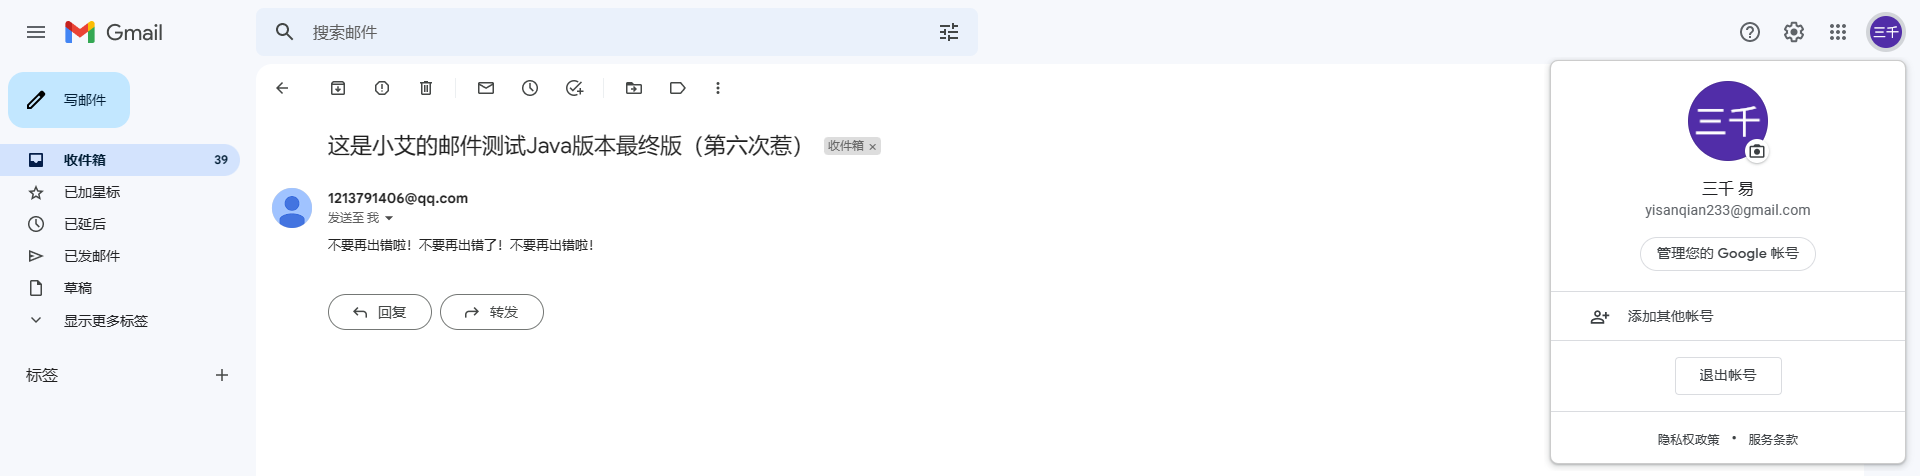 Gmail
搜索邮件
三千
写邮件
收件箱 39
已加星标
已延后
已发邮件
草稿
显示更多标签
标签
这是小艾的邮件测试Java版本最终版（第六次惹） 收件箱 ×
1213791406@qq.com
发送至 我
不要再出错啦！不要再出错了！不要再出错啦！
回复
转发
三千
三千 易
yisanqian233@gmail.com
管理您的 Google 帐号
添加其他帐号
退出帐号
隐私权政策 • 服务条款